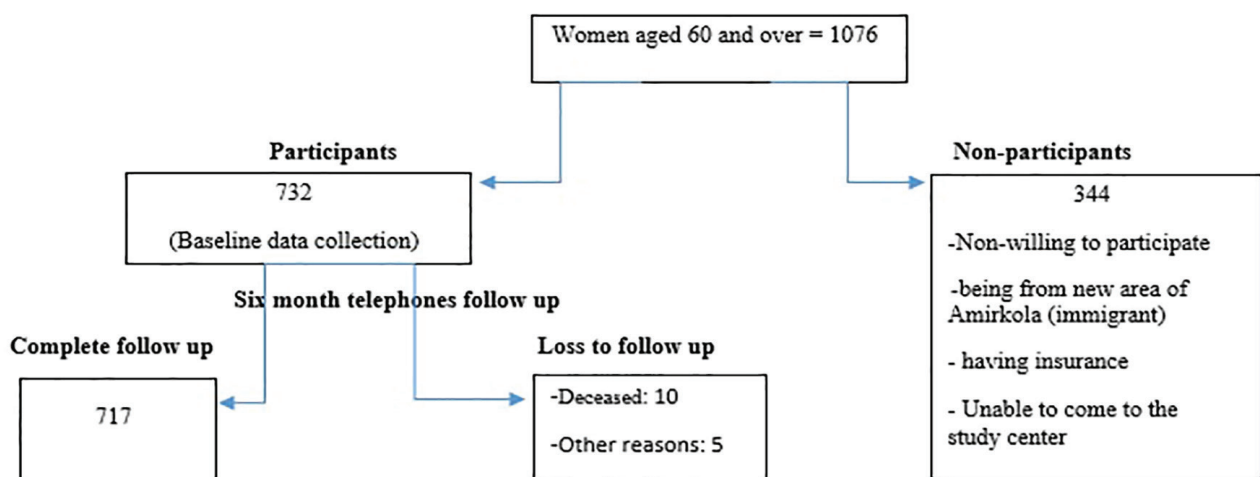 Women aged 60 and over = 1076
Participants
732
(Baseline data collection)
Non-participants
344
-Non-willing to participate
-being from new area of
Amirkola (immigrant)
- having insurance
- Unable to come to the
study center
Six month telephones follow up
Complete follow up
717
Loss to follow up
-Deceased: 10
-Other reasons: 5